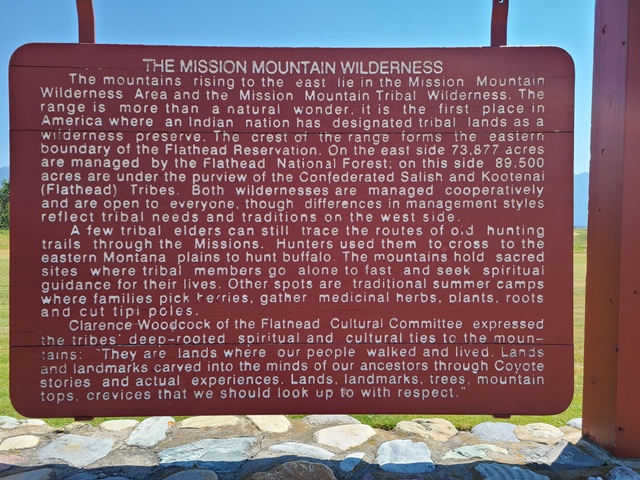 THE MISSION MOUNTAIN WILDERNESS
The mountains rising to the east lie in the Mission Mountain
Wilderness Area and the Mission Mountain Tribal Wilderness. The
range is more than a natural wonder, it is the first place in
America where an Indian nation has designated tribal lands as a
wilderness preserve. The crest of the range forms the eastern
boundary of the Flathead Reservation. On the east side 73,877 acres
are managed by the Flathead National Forest; on this side 89,500
acres are under the purview of the Confederated Salish and Kootenai
(Flathead) Tribes. Both wildernesses are managed cooperatively
and are open to everyone, though differences in management styles
reflect tribal needs and traditions on the west side.
A few tribal elders can still trace the routes of old hunting
trails through the Missions. Hunters used them to cross to the
eastern Montana plains to hunt buffalo. The mountains hold sacred
sites where tribal members go alone to fast and seek spiritual
guidance for their lives. Other spots are traditional summer camps
where families pick berries, gather medicinal herbs, plants, roots
and cut tipi poles.
Clarence Woodcock of the Flathead Cultural Committee expressed
the tribes' deep-rooted spiritual and cultural ties to the moun-
tains: "They are lands where our people walked and lived. Lands
and landmarks carved into the minds of our ancestors through Coyote
stories and actual experiences. Lands, landmarks, trees, mountain
tops, crevices that we should look up to with respect."